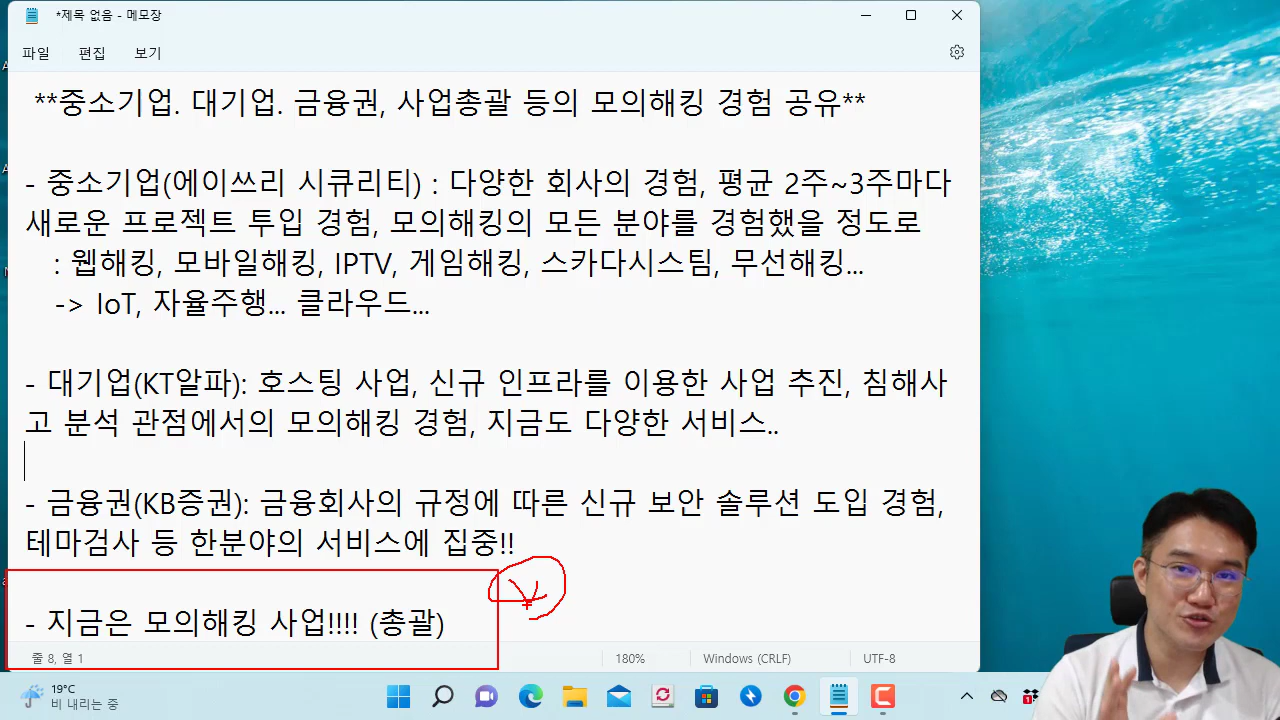 *제목 없음 - 메모장
파일 편집 보기
**중소기업. 대기업. 금융권, 사업총괄 등의 모의해킹 경험 공유**
- 중소기업(에이쓰리 시큐리티) : 다양한 회사의 경험, 평균 2주~3주마다
새로운 프로젝트 투입 경험, 모의해킹의 모든 분야를 경험했을 정도로
: 웹해킹, 모바일해킹, IPTV, 게임해킹, 스카다시스팀, 무선해킹...
-> IoT, 자율주행... 클라우드...
- 대기업(KT알파): 호스팅 사업, 신규 인프라를 이용한 사업 추진, 침해사
고 분석 관점에서의 모의해킹 경험, 지금도 다양한 서비스..
- 금융권(KB증권): 금융회사의 규정에 따른 신규 보안 솔루션 도입 경험,
테마검사 등 한분야의 서비스에 집중!!
- 지금은 모의해킹 사업!!!! (총괄)
줄 8, 열 1 180% Windows (CRLF) UTF-8
19°C
비 내리는 중
1